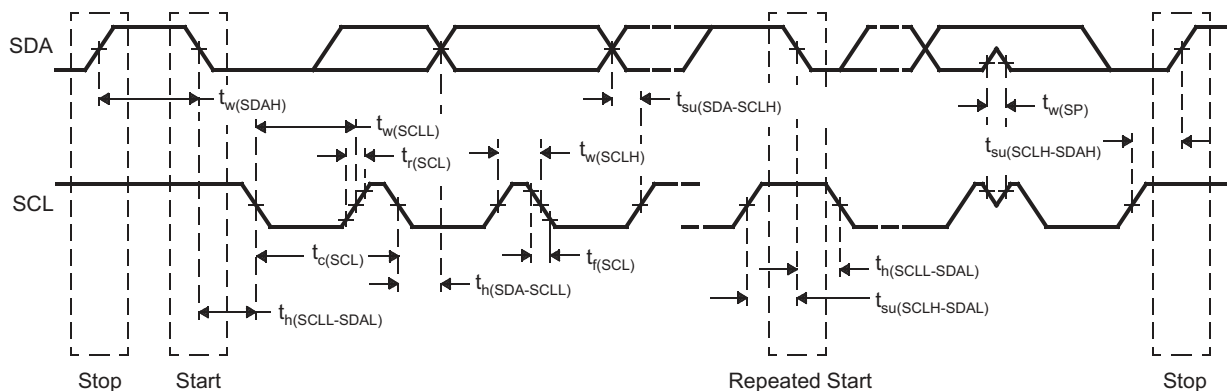 SDA
t_w(SDAH)
t_w(SCLL)
t_r(SCL)
t_w(SCLH)
t_su(SDA-SCLH)
t_w(SP)
t_su(SCLH-SDAH)
SCL
t_c(SCL)
t_f(SCL)
t_h(SDA-SCLL)
t_h(SCLL-SDAL)
t_h(SCLL-SDAL)
t_su(SCLH-SDAL)
Stop
Start
Repeated Start
Stop